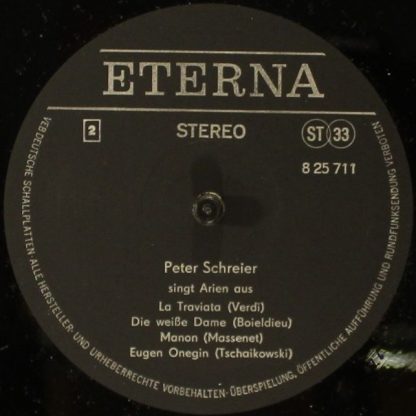 ETERNA
2
STEREO
ST 33
8 25 711
Peter Schreier
singt Arien aus
La Traviata (Verdi)
Die weiße Dame (Boieldieu)
Manon (Massenet)
Eugen Onegin (Tschaikowski)
VEB DEUTSCHE SCHALLPLATTEN · ALLE HERSTELLER- UND URHEBERRECHTE VORBEHALTEN · ÜBERSPIELUNG, ÖFFENTLICHE AUFFÜHRUNG UND RUNDFUNKSENDUNG VERBOTEN